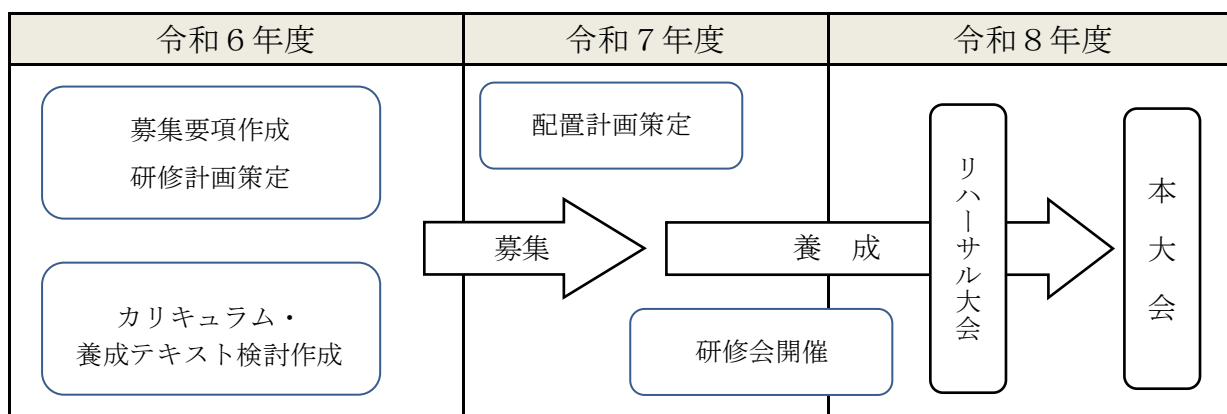 令和６年度
令和７年度
令和８年度
募集要項作成
研修計画策定
カリキュラム・
養成テキスト検討作成
配置計画策定
募集
養　成
研修会開催
リハーサル大会
本大会